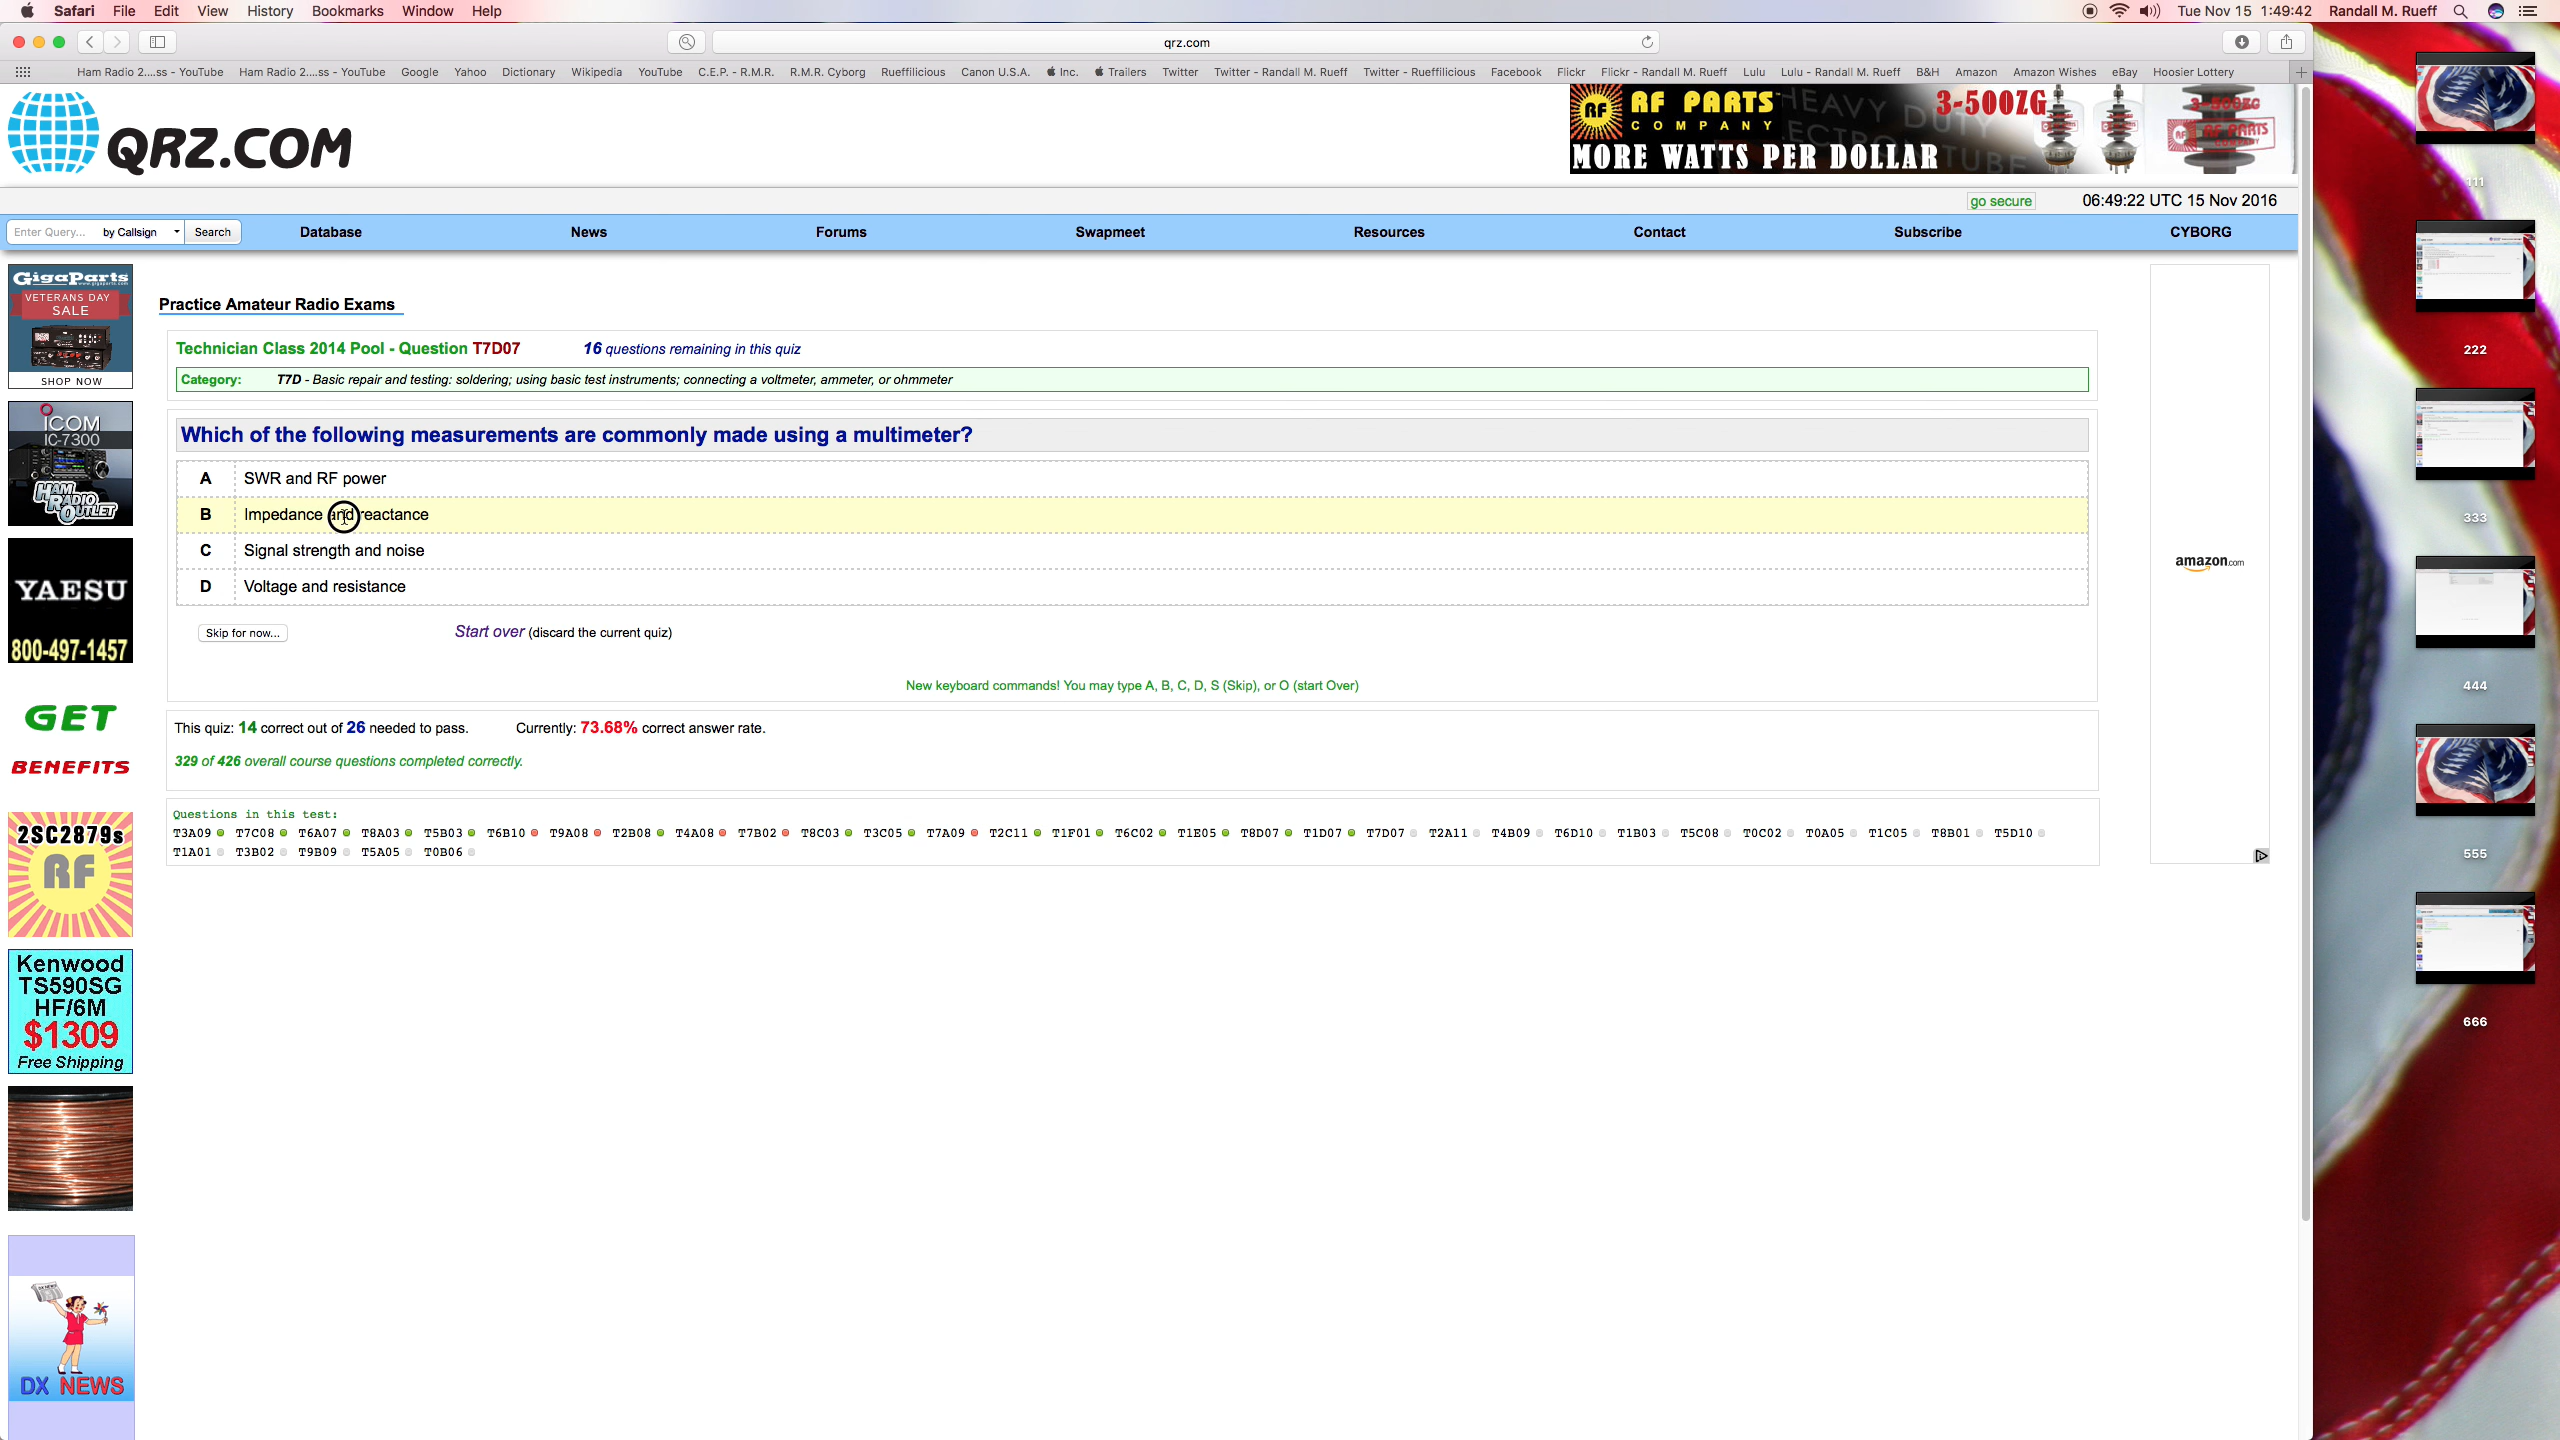 Safari File Edit View History Bookmarks Window Help
Tue Nov 15 1:49:42 Randall M. Rueff
qrz.com
Ham Radio 2....ss - YouTube Ham Radio 2....ss - YouTube Google Yahoo Dictionary Wikipedia YouTube C.E.P. - R.M.R. R.M.R. Cyborg Rueffilicious Canon U.S.A. Inc. Trailers Twitter Twitter - Randall M. Rueff Twitter - Rueffilicious Facebook Flickr Flickr - Randall M. Rueff Lulu Lulu - Randall M. Rueff B&H Amazon Amazon Wishes eBay Hoosier Lottery
QRZ.COM
RF RF PARTS 3-500ZG
COMPANY
MORE WATTS PER DOLLAR
go secure 06:49:22 UTC 15 Nov 2016
Enter Query... by Callsign Search Database News Forums Swapmeet Resources Contact Subscribe CYBORG
GigaParts
www.gigaparts.com
VETERANS DAY
SALE
SHOP NOW
ICOM
IC-7300
HAM RADIO OUTLET
YAESU
800-497-1457
GET
BENEFITS
2SC2879s
RF
Kenwood
TS590SG
HF/6M
$1309
Free Shipping
DX NEWS
Practice Amateur Radio Exams
Technician Class 2014 Pool - Question T7D07 16 questions remaining in this quiz
Category: T7D - Basic repair and testing: soldering; using basic test instruments; connecting a voltmeter, ammeter, or ohmmeter
Which of the following measurements are commonly made using a multimeter?
A SWR and RF power
B Impedance and reactance
C Signal strength and noise
D Voltage and resistance
Skip for now... Start over (discard the current quiz)
New keyboard commands! You may type A, B, C, D, S (Skip), or O (start Over)
This quiz: 14 correct out of 26 needed to pass. Currently: 73.68% correct answer rate.
329 of 426 overall course questions completed correctly.
Questions in this test:
T3A09 T7C08 T6A07 T8A03 T5B03 T6B10 T9A08 T2B08 T4A08 T7B02 T8C03 T3C05 T7A09 T2C11 T1F01 T6C02 T1E05 T8D07 T1D07 T7D07 T2A11 T4B09 T6D10 T1B03 T5C08 T0C02 T0A05 T1C05 T8B01 T5D10
T1A01 T3B02 T9B09 T5A05 T0B06
amazon.com
111
222
333
444
555
666